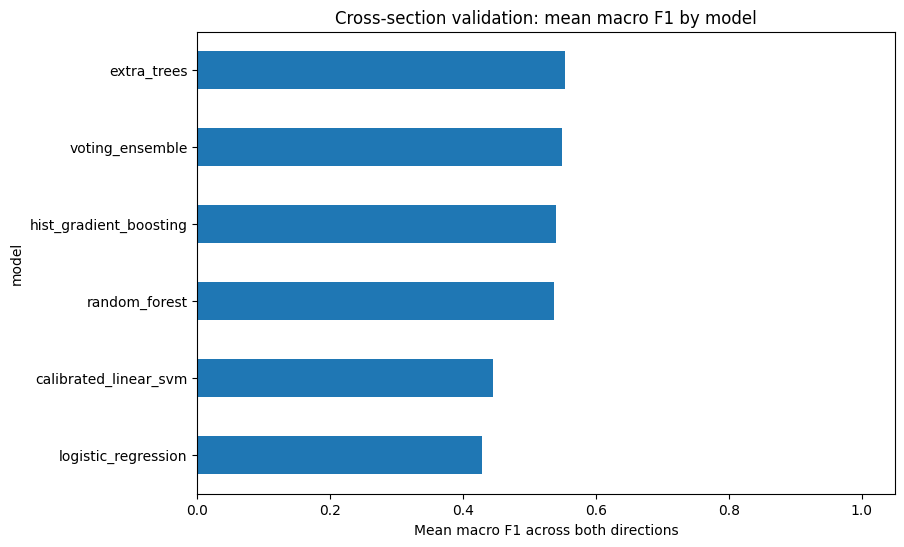 Cross-section validation: mean macro F1 by model
extra_trees
voting_ensemble
hist_gradient_boosting
random_forest
calibrated_linear_svm
logistic_regression
model
0.0 0.2 0.4 0.6 0.8 1.0
Mean macro F1 across both directions